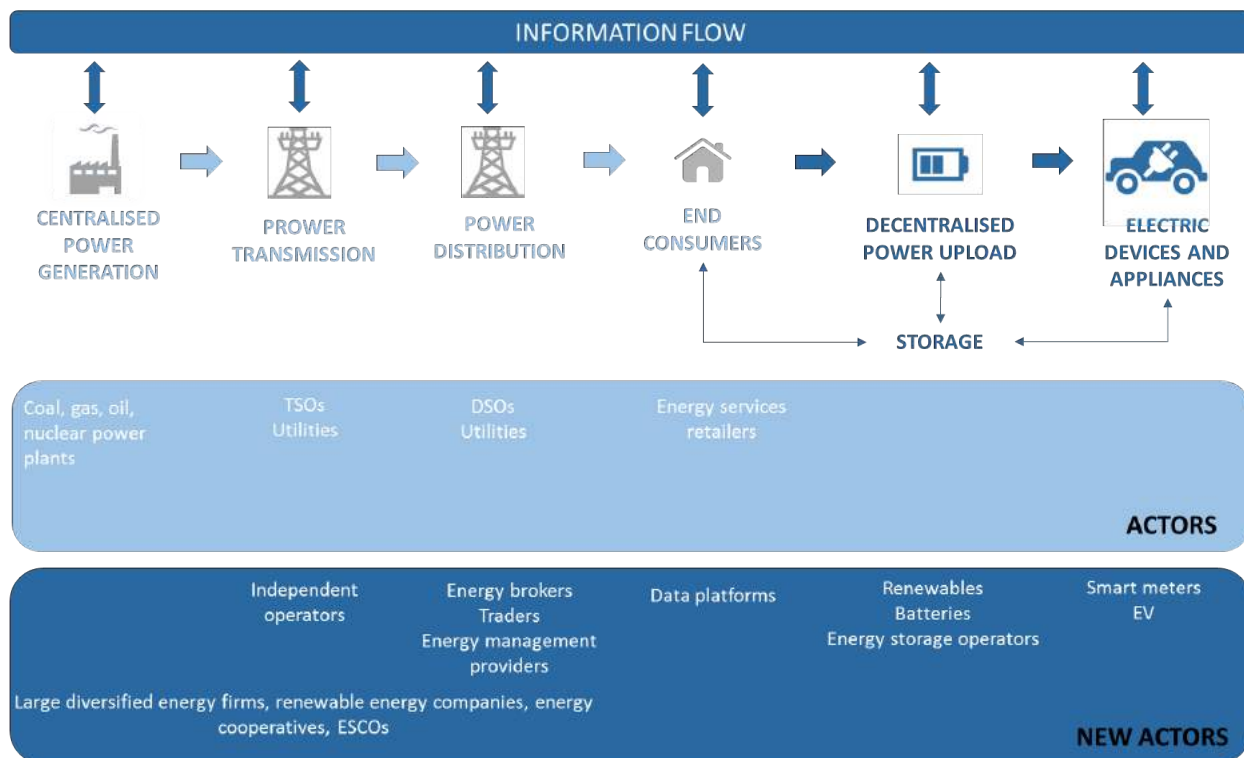 INFORMATION FLOW
CENTRALISED
POWER
GENERATION
PROWER
TRANSMISSION
POWER
DISTRIBUTION
END
CONSUMERS
DECENTRALISED
POWER UPLOAD
ELECTRIC
DEVICES AND
APPLIANCES
STORAGE
Coal, gas, oil,
nuclear power
plants
TSOs
Utilities
DSOs
Utilities
Energy services
retailers
ACTORS
Independent
operators
Energy brokers
Traders
Energy management
providers
Data platforms
Renewables
Batteries
Energy storage operators
Smart meters
EV
Large diversified energy firms, renewable energy companies, energy
cooperatives, ESCOs
NEW ACTORS